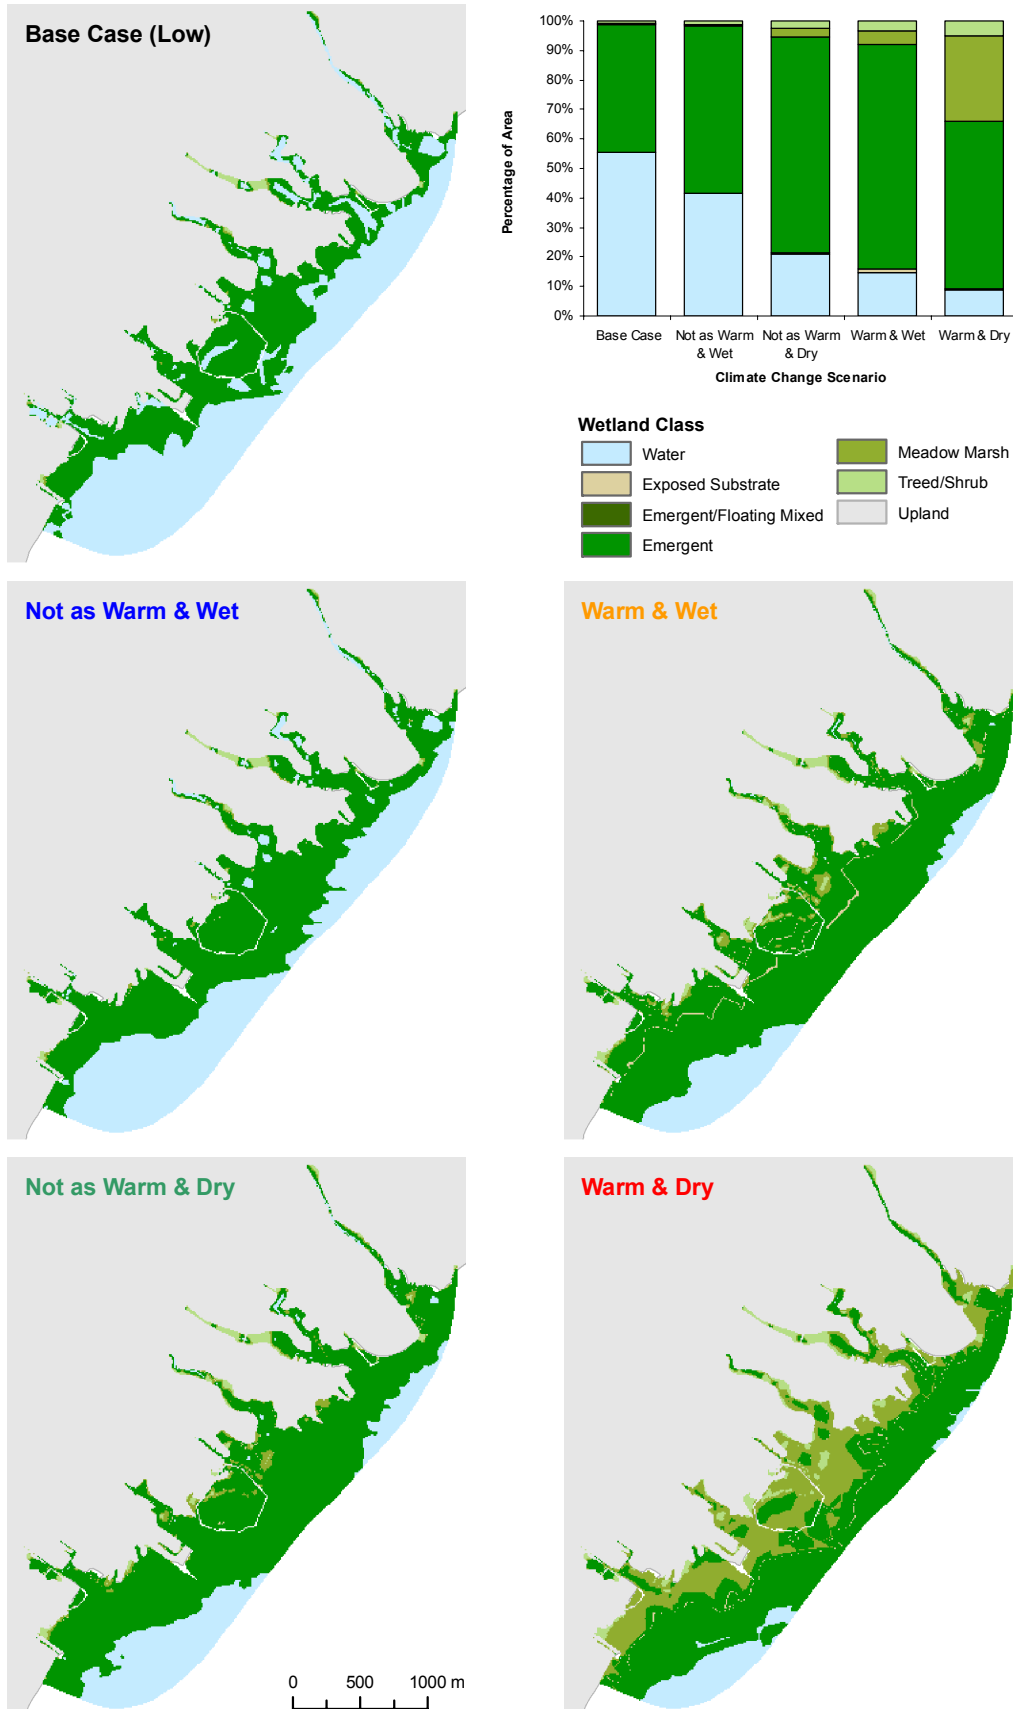 Base Case (Low)
100%
90%
80%
70%
60%
50%
40%
30%
20%
10%
0%
Percentage of Area
Base Case
Not as Warm & Wet
Not as Warm & Dry
Warm & Wet
Warm & Dry
Climate Change Scenario
Wetland Class
Water
Exposed Substrate
Emergent/Floating Mixed
Emergent
Meadow Marsh
Treed/Shrub
Upland
Not as Warm & Wet
Warm & Wet
Not as Warm & Dry
Warm & Dry
0 500 1000 m